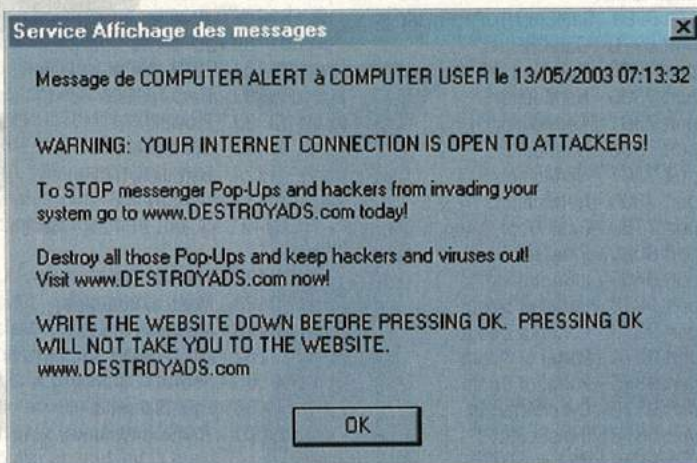 Service Affichage des messages
Message de COMPUTER ALERT à COMPUTER USER le 13/05/2003 07:13:32
WARNING: YOUR INTERNET CONNECTION IS OPEN TO ATTACKERS!
To STOP messenger Pop-Ups and hackers from invading your
system go to www.DESTROYADS.com today!
Destroy all those Pop-Ups and keep hackers and viruses out!
Visit www.DESTROYADS.com now!
WRITE THE WEBSITE DOWN BEFORE PRESSING OK. PRESSING OK
WILL NOT TAKE YOU TO THE WEBSITE.
www.DESTROYADS.com
OK